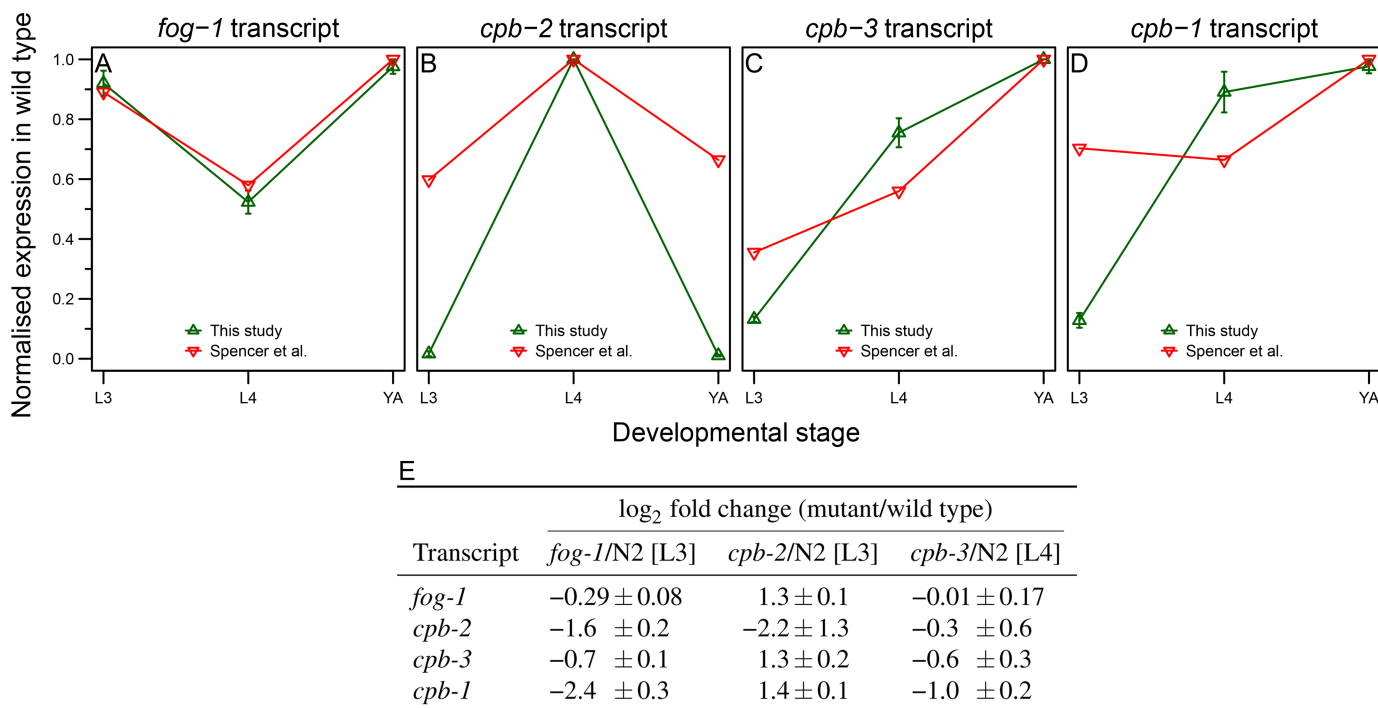 fog−1 transcript
cpb−2 transcript
cpb−3 transcript
cpb−1 transcript
Normalised expression in wild type
1.0
0.8
0.6
0.4
0.2
0.0
A
This study
Spencer et al.
L3 L4 YA
B
This study
Spencer et al.
L3 L4 YA
C
This study
Spencer et al.
L3 L4 YA
D
This study
Spencer et al.
L3 L4 YA
Developmental stage
E
log2 fold change (mutant/wild type)
Transcript fog-1/N2 [L3] cpb-2/N2 [L3] cpb-3/N2 [L4]
fog-1 −0.29 ± 0.08 1.3 ± 0.1 −0.01 ± 0.17
cpb-2 −1.6 ± 0.2 −2.2 ± 1.3 −0.3 ± 0.6
cpb-3 −0.7 ± 0.1 1.3 ± 0.2 −0.6 ± 0.3
cpb-1 −2.4 ± 0.3 1.4 ± 0.1 −1.0 ± 0.2